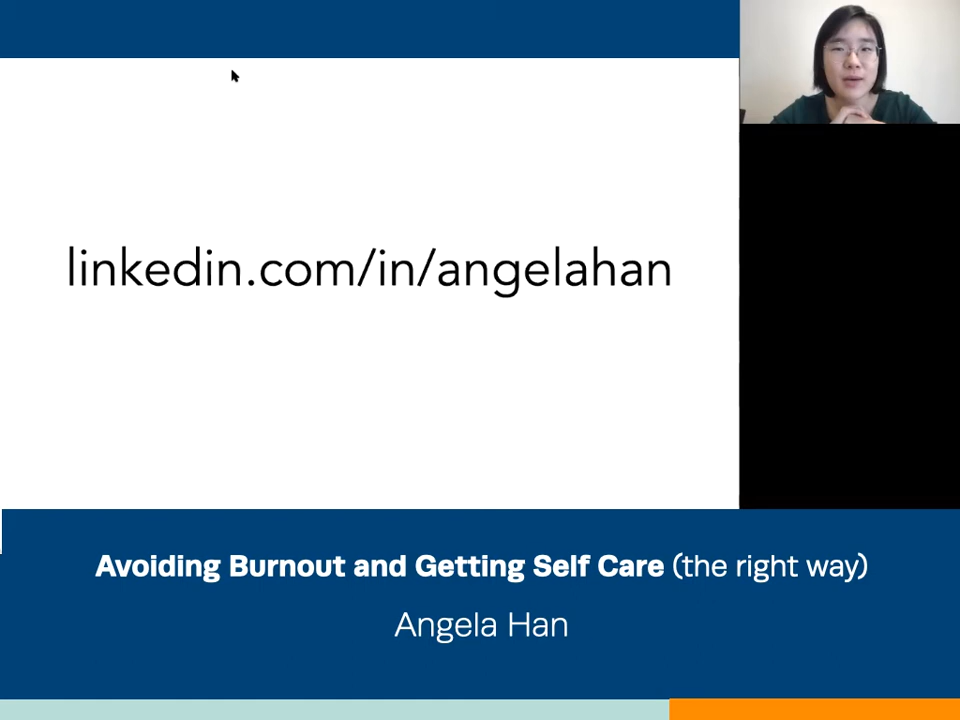 linkedin.com/in/angelahan
Avoiding Burnout and Getting Self Care (the right way)
Angela Han